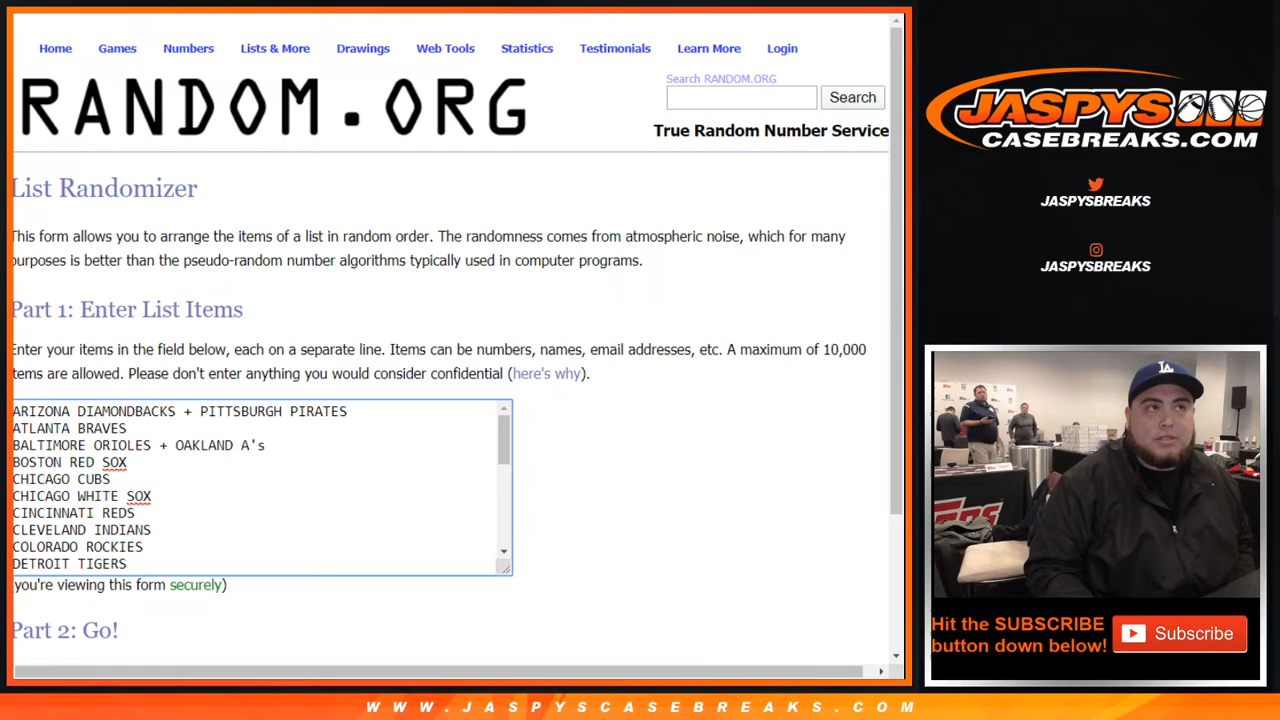 Home Games Numbers Lists & More Drawings Web Tools Statistics Testimonials Learn More Login
RANDOM.ORG
Search RANDOM.ORG
Search
True Random Number Service
List Randomizer
This form allows you to arrange the items of a list in random order. The randomness comes from atmospheric noise, which for many
purposes is better than the pseudo-random number algorithms typically used in computer programs.
Part 1: Enter List Items
Enter your items in the field below, each on a separate line. Items can be numbers, names, email addresses, etc. A maximum of 10,000
items are allowed. Please don't enter anything you would consider confidential (here's why).
ARIZONA DIAMONDBACKS + PITTSBURGH PIRATES
ATLANTA BRAVES
BALTIMORE ORIOLES + OAKLAND A's
BOSTON RED SOX
CHICAGO CUBS
CHICAGO WHITE SOX
CINCINNATI REDS
CLEVELAND INDIANS
COLORADO ROCKIES
DETROIT TIGERS
(you're viewing this form securely)
Part 2: Go!
JASPYS
CASEBREAKS.COM
JASPYSBREAKS
JASPYSBREAKS
LA
TOPPS
Hit the SUBSCRIBE
button down below!
Subscribe
WWW.JASPYSCASEBREAKS.COM